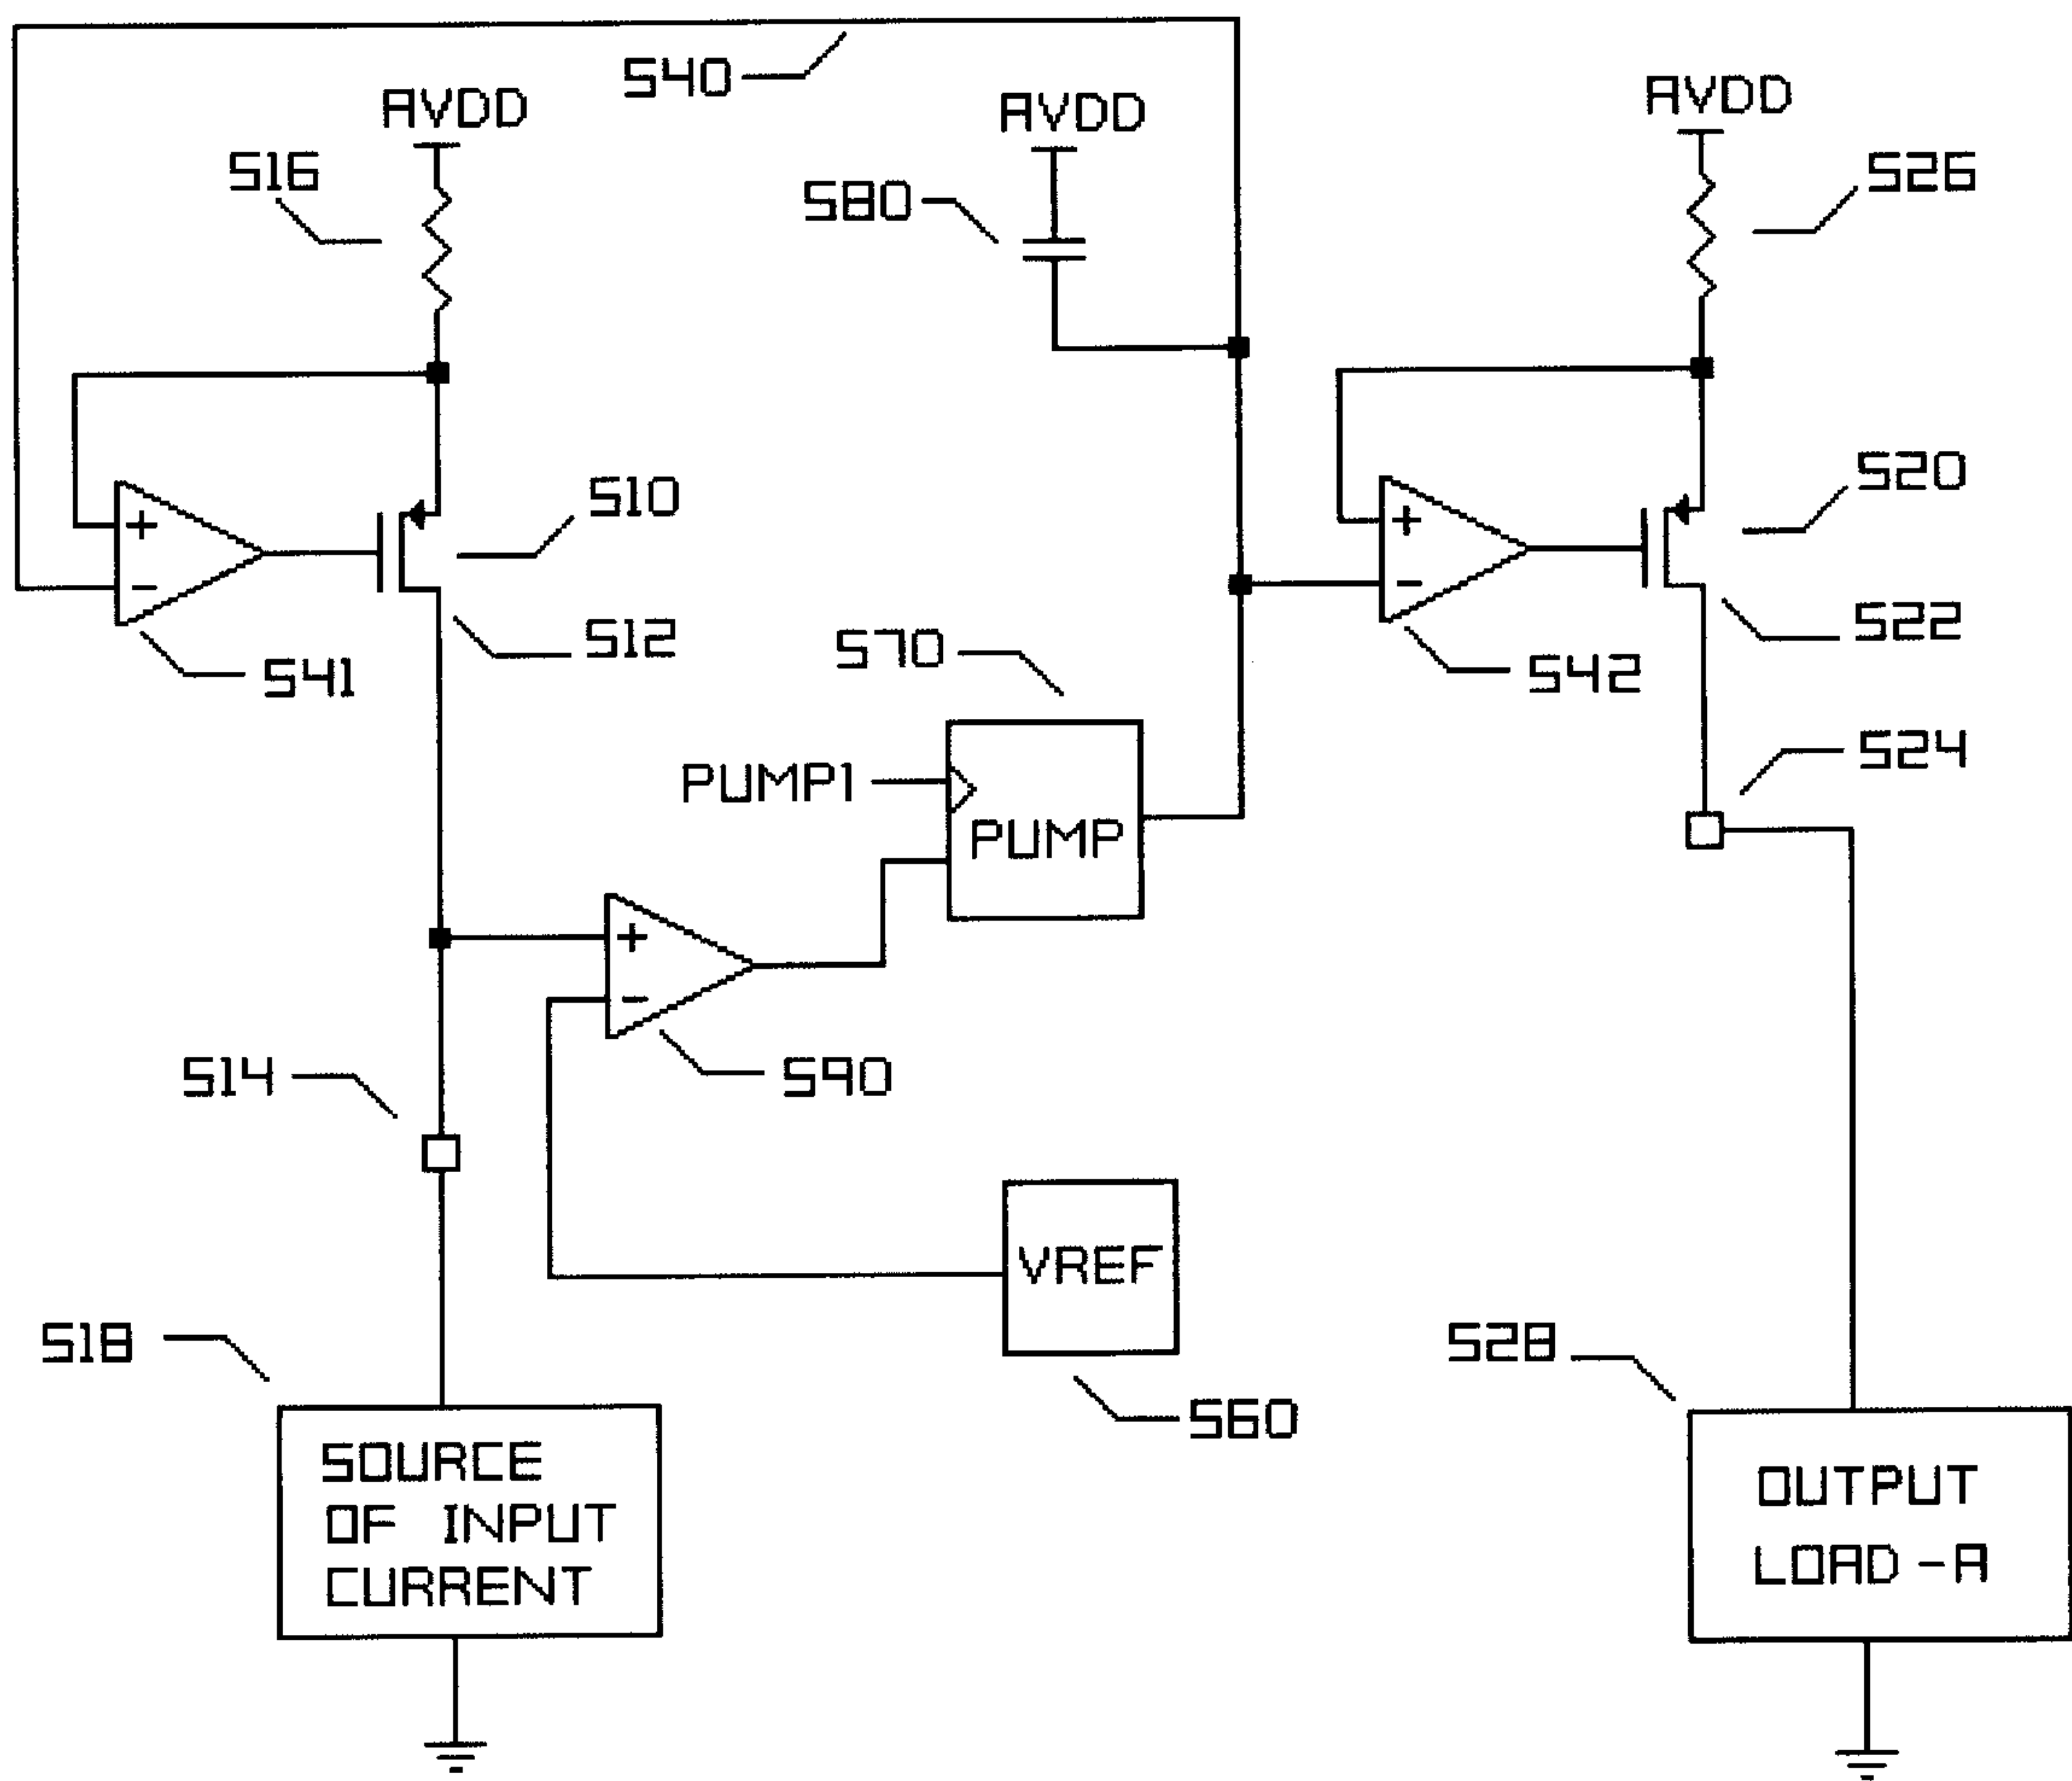 540
AVDD
AVDD
AVDD
516
580
526
+
-
541
510
512
+
-
542
520
522
570
PUMP1
PUMP
524
+
-
590
514
VREF
560
518
SOURCE
OF INPUT
CURRENT
528
OUTPUT
LOAD-A